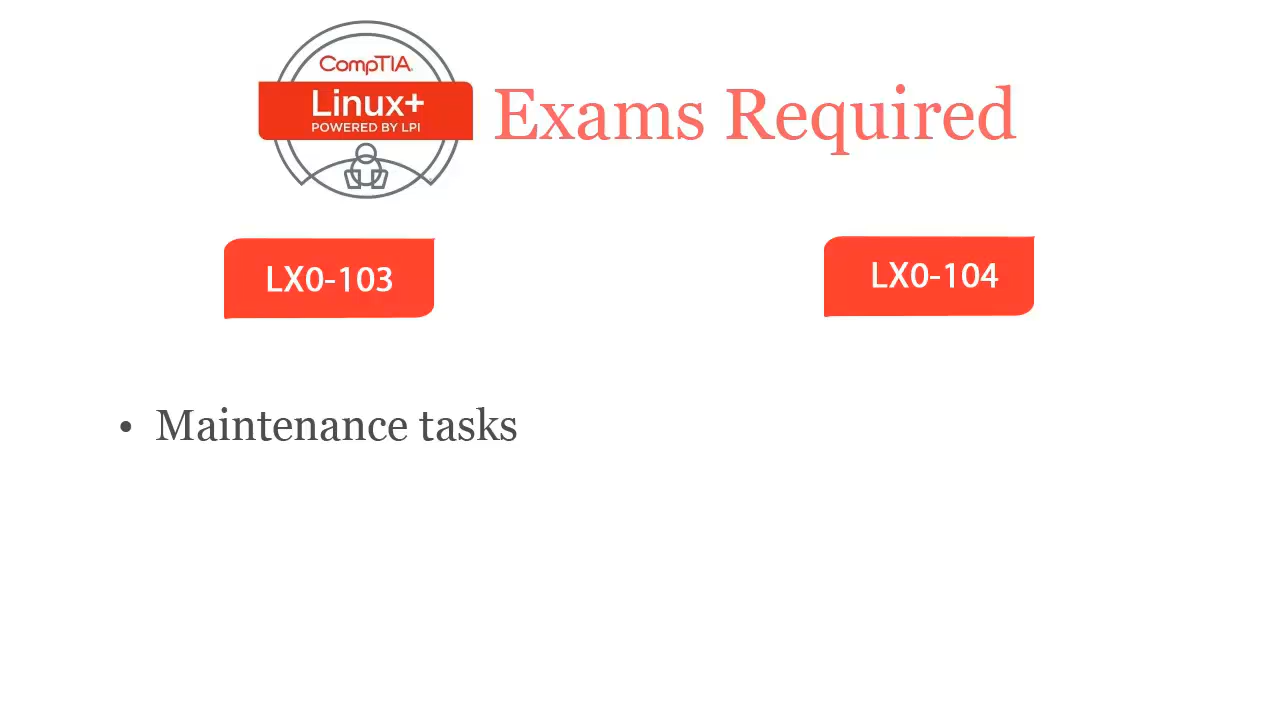 CompTIA.
Linux+
POWERED BY LPI
Exams Required
LX0-103
LX0-104
• Maintenance tasks